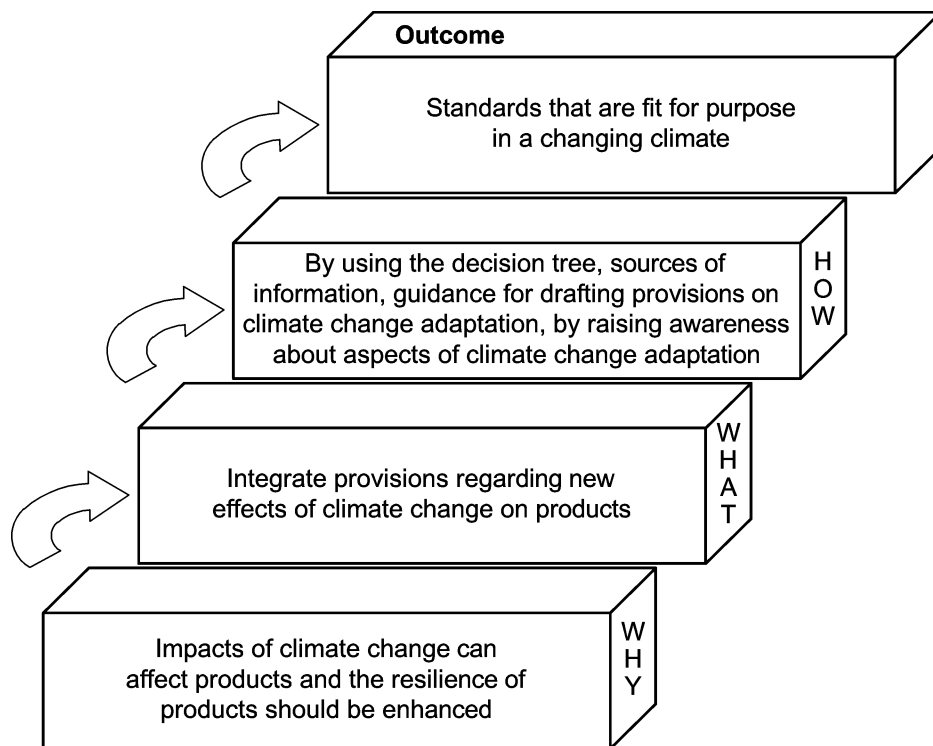 Outcome
Standards that are fit for purpose
in a changing climate
By using the decision tree, sources of
information, guidance for drafting provisions on
climate change adaptation, by raising awareness
about aspects of climate change adaptation
HOW
Integrate provisions regarding new
effects of climate change on products
WHAT
Impacts of climate change can
affect products and the resilience of
products should be enhanced
WHY